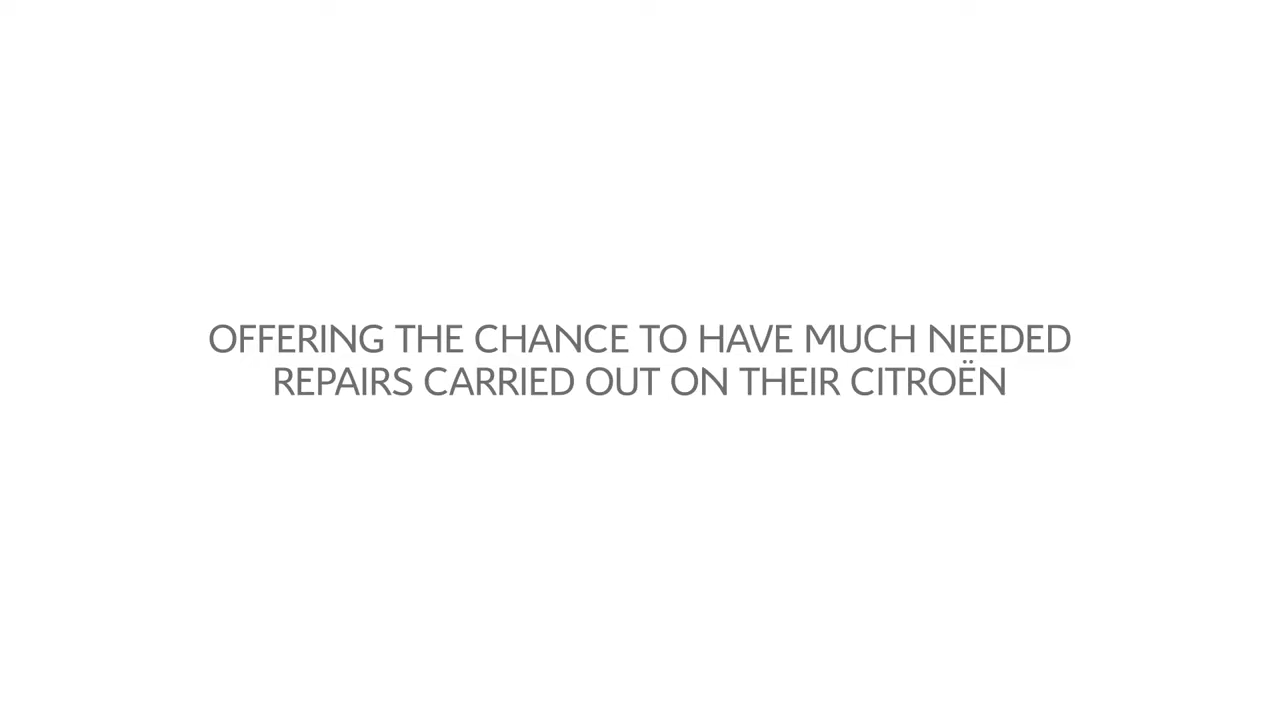 OFFERING THE CHANCE TO HAVE MUCH NEEDED
REPAIRS CARRIED OUT ON THEIR CITROËN